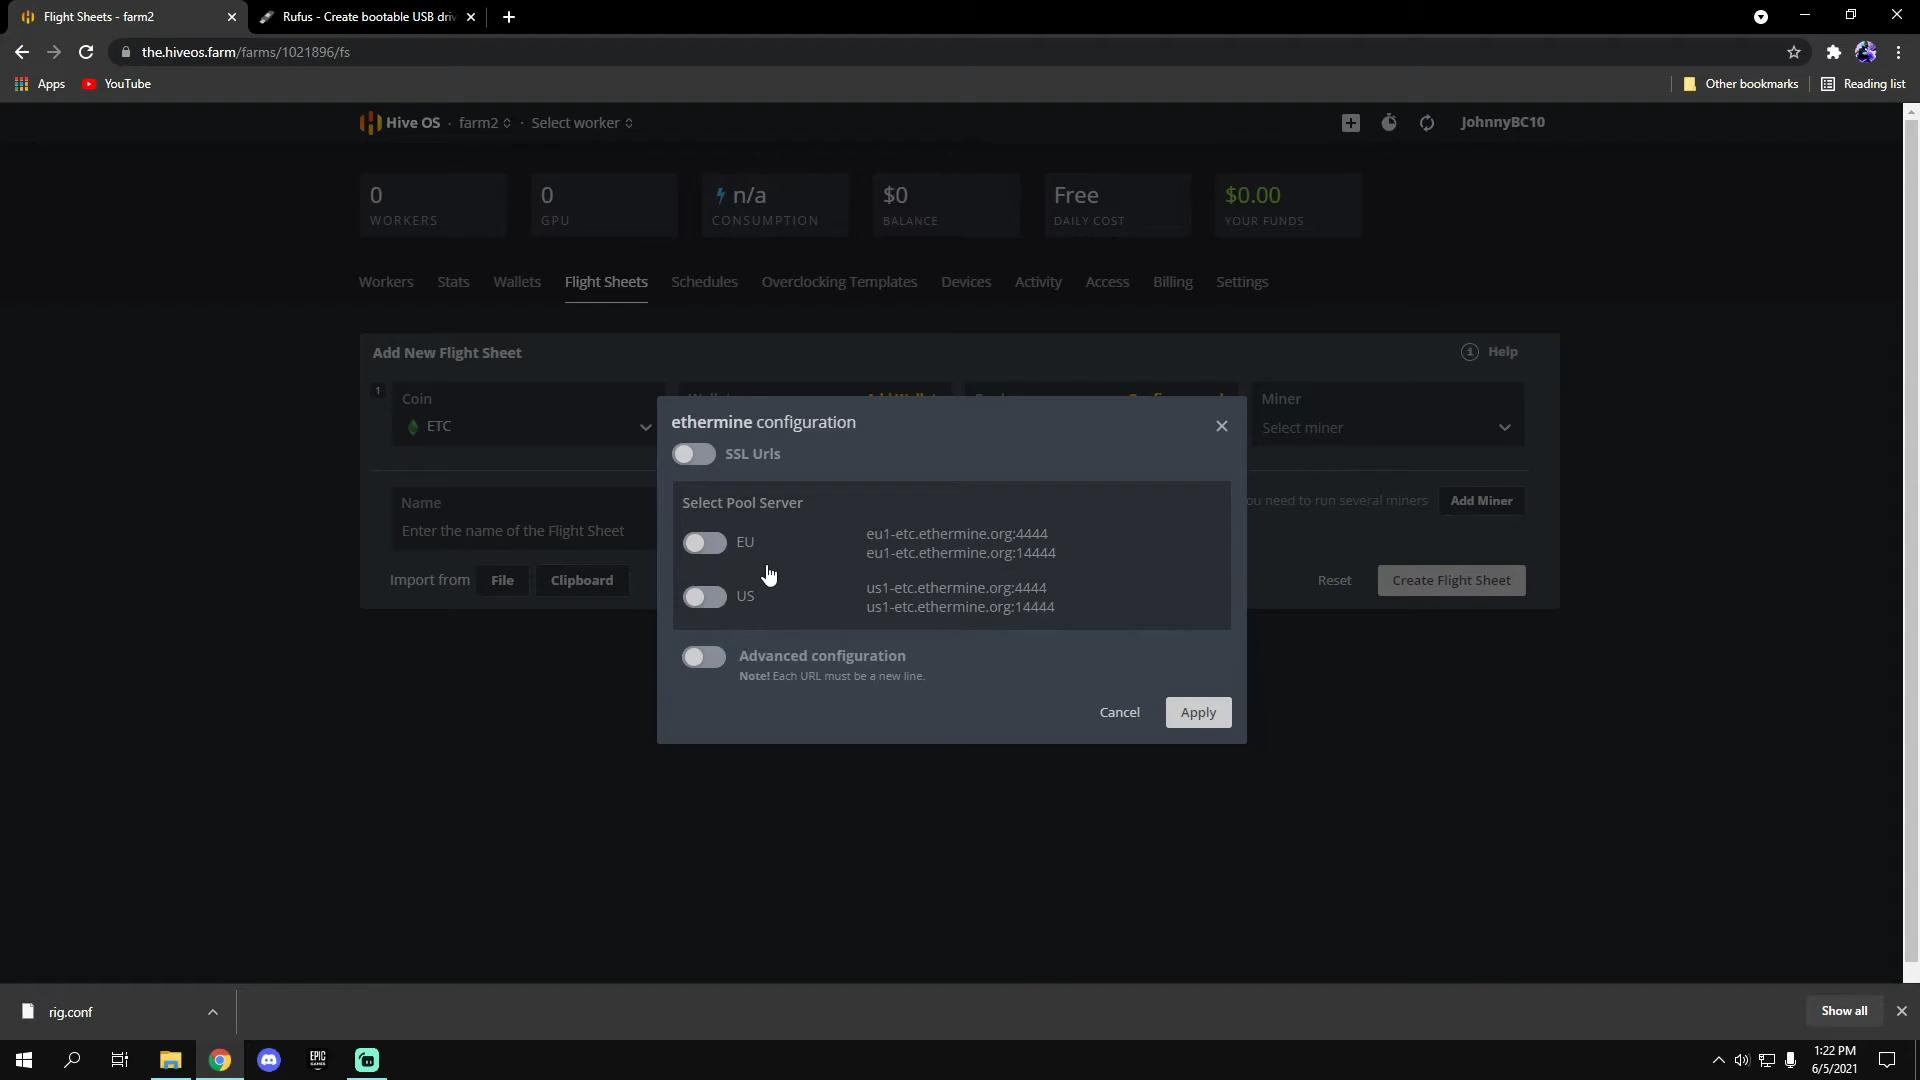 Flight Sheets - farm2
Rufus - Create bootable USB driv
the.hiveos.farm/farms/1021896/fs
Apps
YouTube
Other bookmarks
Reading list
Hive OS · farm2 · Select worker
JohnnyBC10
0
WORKERS
0
GPU
n/a
CONSUMPTION
$0
BALANCE
Free
DAILY COST
$0.00
YOUR FUNDS
Workers
Stats
Wallets
Flight Sheets
Schedules
Overclocking Templates
Devices
Activity
Access
Billing
Settings
Add New Flight Sheet
Help
1
Coin
ETC
Miner
Select miner
Name
Enter the name of the Flight Sheet
ou need to run several miners
Add Miner
Import from
File
Clipboard
Reset
Create Flight Sheet
ethermine configuration
SSL Urls
Select Pool Server
EU
eu1-etc.ethermine.org:4444
eu1-etc.ethermine.org:14444
US
us1-etc.ethermine.org:4444
us1-etc.ethermine.org:14444
Advanced configuration
Note! Each URL must be a new line.
Cancel
Apply
rig.conf
Show all
EPIC
GAMES
1:22 PM
6/5/2021